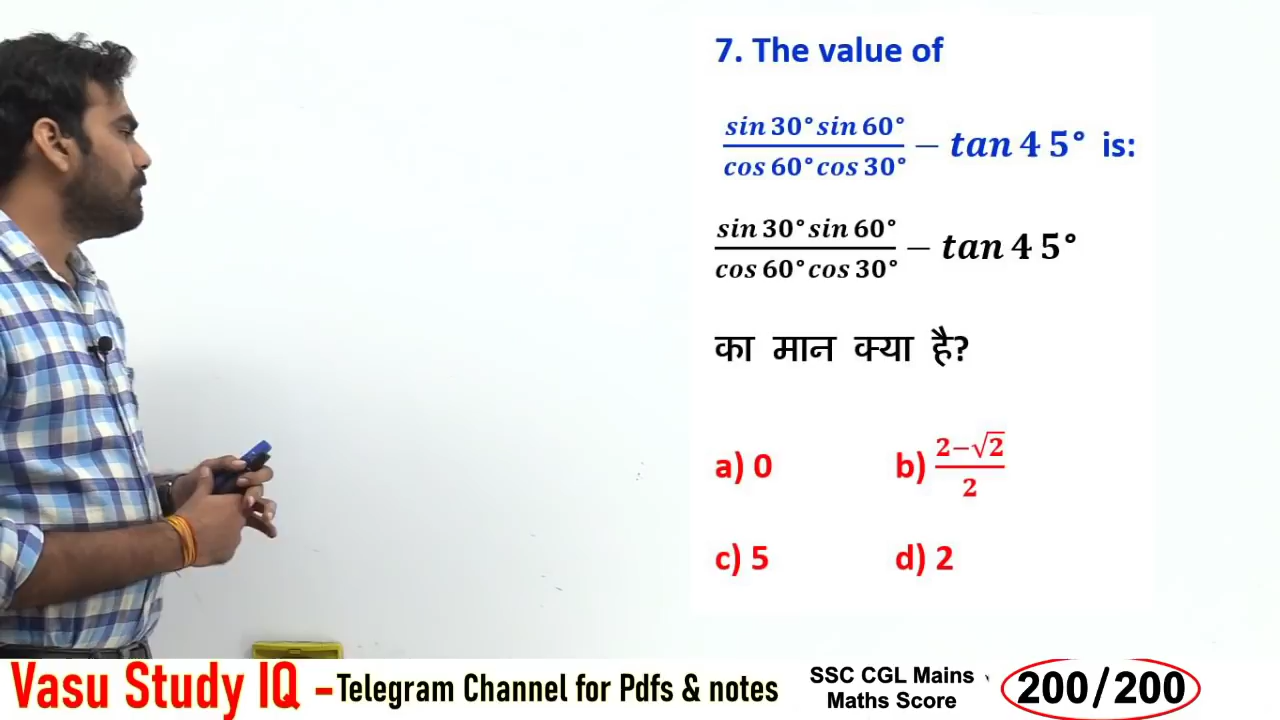 7. The value of
sin 30° sin 60° / cos 60° cos 30° − tan 4 5° is:
sin 30° sin 60° / cos 60° cos 30° − tan 4 5°
का मान क्या है?
a) 0 b) 2−√2 / 2
c) 5 d) 2
Vasu Study IQ – Telegram Channel for Pdfs & notes
SSC CGL Mains
Maths Score
200/200